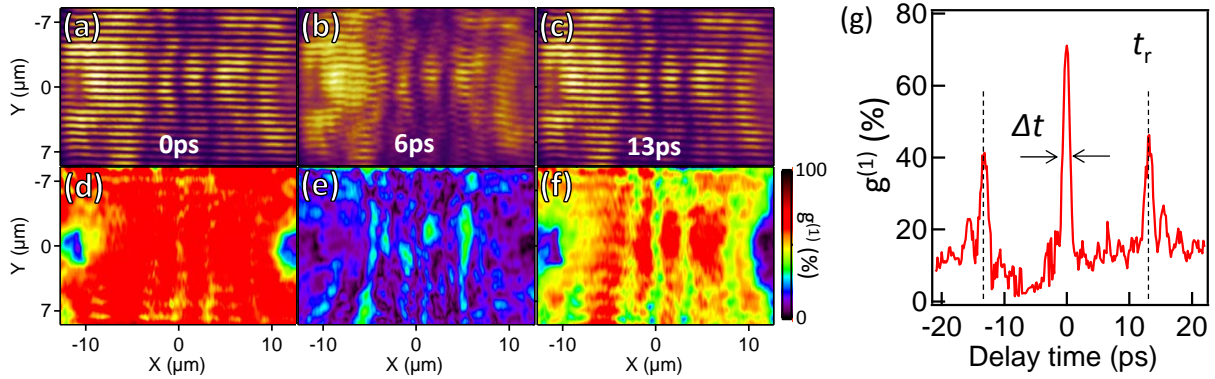 (a)
(b)
(c)
-7
0
7
Y (µm)
0ps
6ps
13ps
(d)
(e)
(f)
-7
0
7
Y (µm)
-10
0
10
X (µm)
-10
0
10
X (µm)
-10
0
10
X (µm)
100
g(1) (%)
0
(g)
80
60
40
20
0
g(1) (%)
Δt
tr
-20
-10
0
10
20
Delay time (ps)